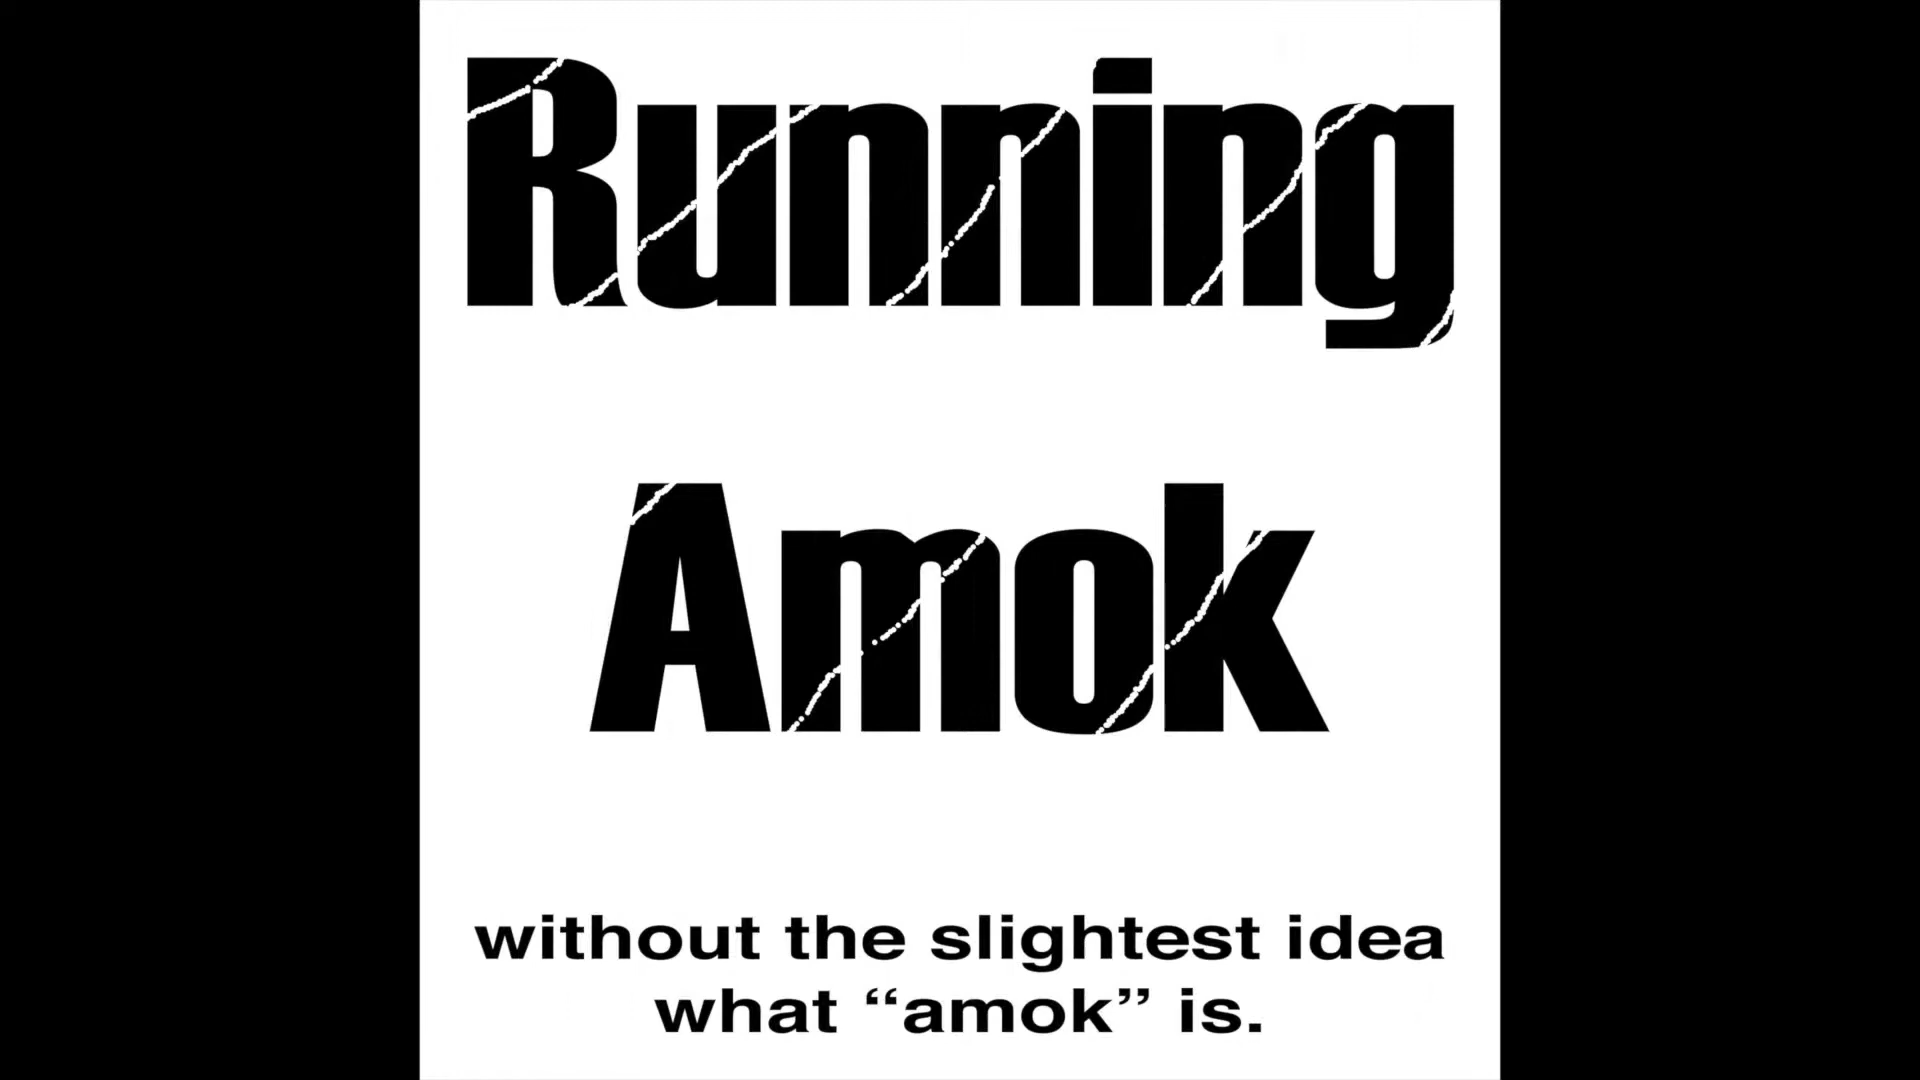 Running
Amok
without the slightest idea
what “amok” is.